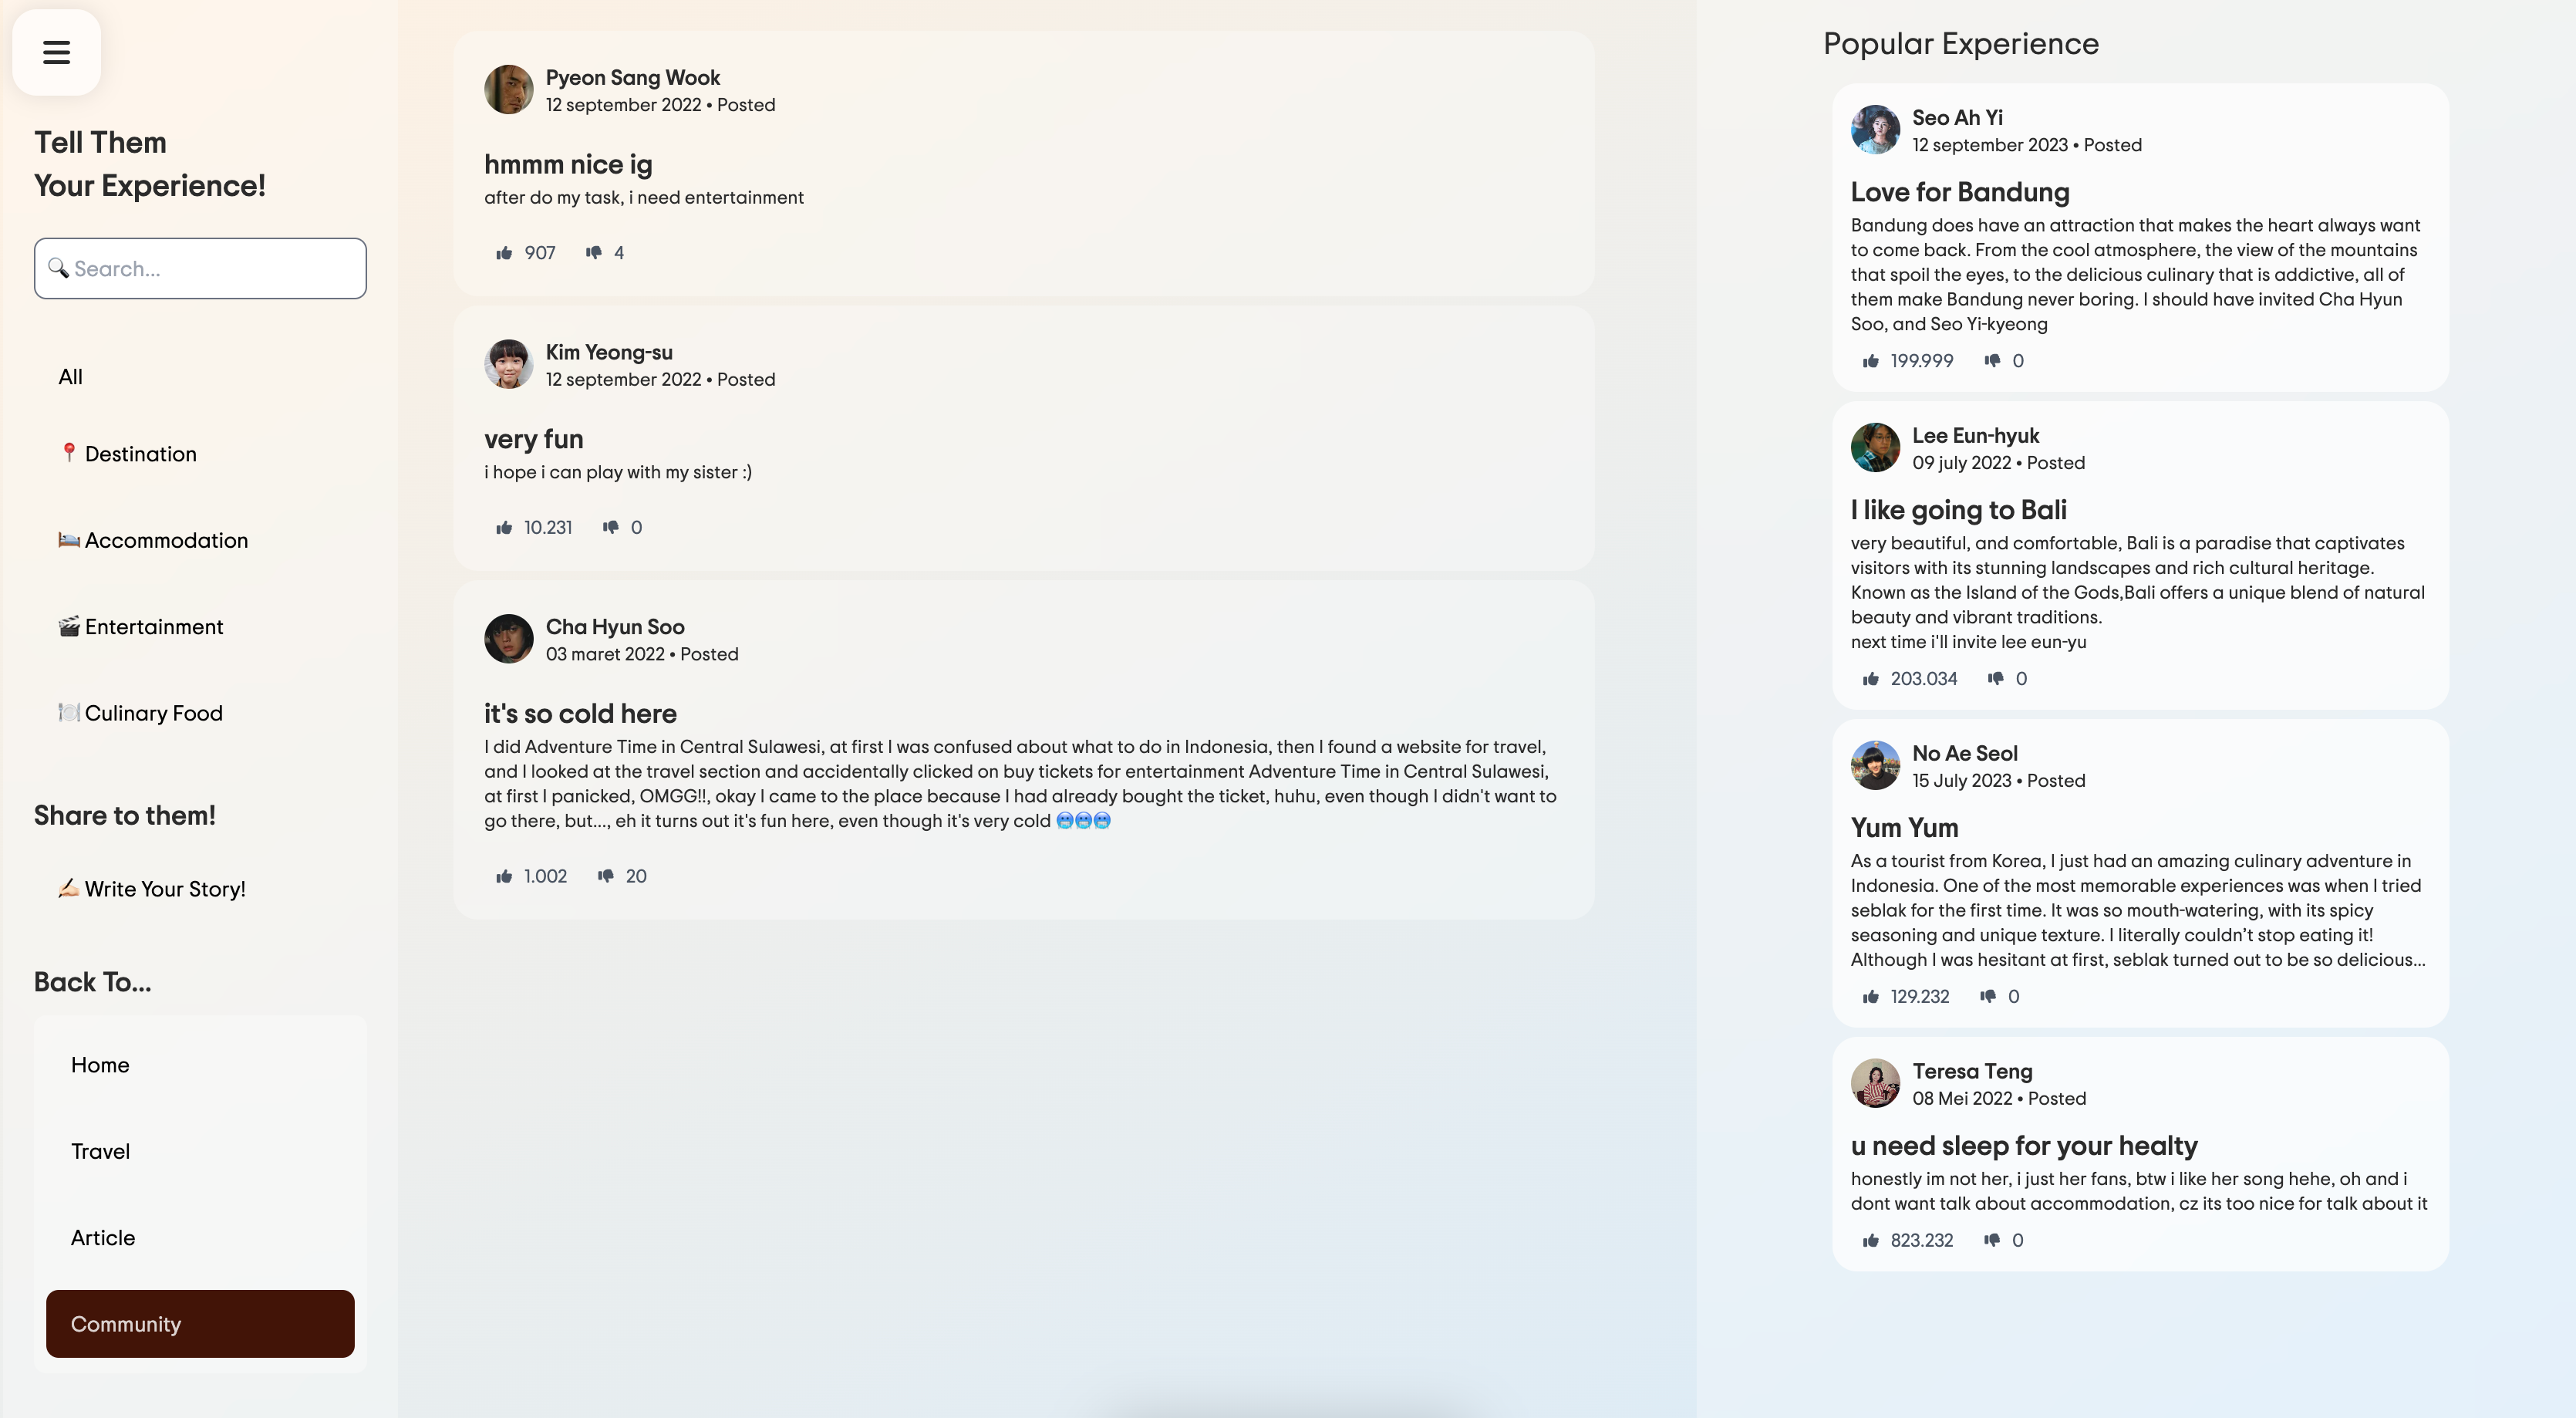 Tell Them
Your Experience!
🔍 Search...
All
📍 Destination
🛌 Accommodation
🎬 Entertainment
🍽️ Culinary Food
Share to them!
✍🏻 Write Your Story!
Back To...
Home
Travel
Article
Community
Pyeon Sang Wook
12 september 2022 • Posted
hmmm nice ig
after do my task, i need entertainment
907 4
Kim Yeong-su
12 september 2022 • Posted
very fun
i hope i can play with my sister :)
10.231 0
Cha Hyun Soo
03 maret 2022 • Posted
it's so cold here
I did Adventure Time in Central Sulawesi, at first I was confused about what to do in Indonesia, then I found a website for travel,
and I looked at the travel section and accidentally clicked on buy tickets for entertainment Adventure Time in Central Sulawesi,
at first I panicked, OMGG!!, okay I came to the place because I had already bought the ticket, huhu, even though I didn't want to
go there, but..., eh it turns out it's fun here, even though it's very cold 🥶🥶🥶
1.002 20
Popular Experience
Seo Ah Yi
12 september 2023 • Posted
Love for Bandung
Bandung does have an attraction that makes the heart always want
to come back. From the cool atmosphere, the view of the mountains
that spoil the eyes, to the delicious culinary that is addictive, all of
them make Bandung never boring. I should have invited Cha Hyun
Soo, and Seo Yi-kyeong
199.999 0
Lee Eun-hyuk
09 july 2022 • Posted
I like going to Bali
very beautiful, and comfortable, Bali is a paradise that captivates
visitors with its stunning landscapes and rich cultural heritage.
Known as the Island of the Gods,Bali offers a unique blend of natural
beauty and vibrant traditions.
next time i'll invite lee eun-yu
203.034 0
No Ae Seol
15 July 2023 • Posted
Yum Yum
As a tourist from Korea, I just had an amazing culinary adventure in
Indonesia. One of the most memorable experiences was when I tried
seblak for the first time. It was so mouth-watering, with its spicy
seasoning and unique texture. I literally couldn’t stop eating it!
Although I was hesitant at first, seblak turned out to be so delicious...
129.232 0
Teresa Teng
08 Mei 2022 • Posted
u need sleep for your healty
honestly im not her, i just her fans, btw i like her song hehe, oh and i
dont want talk about accommodation, cz its too nice for talk about it
823.232 0